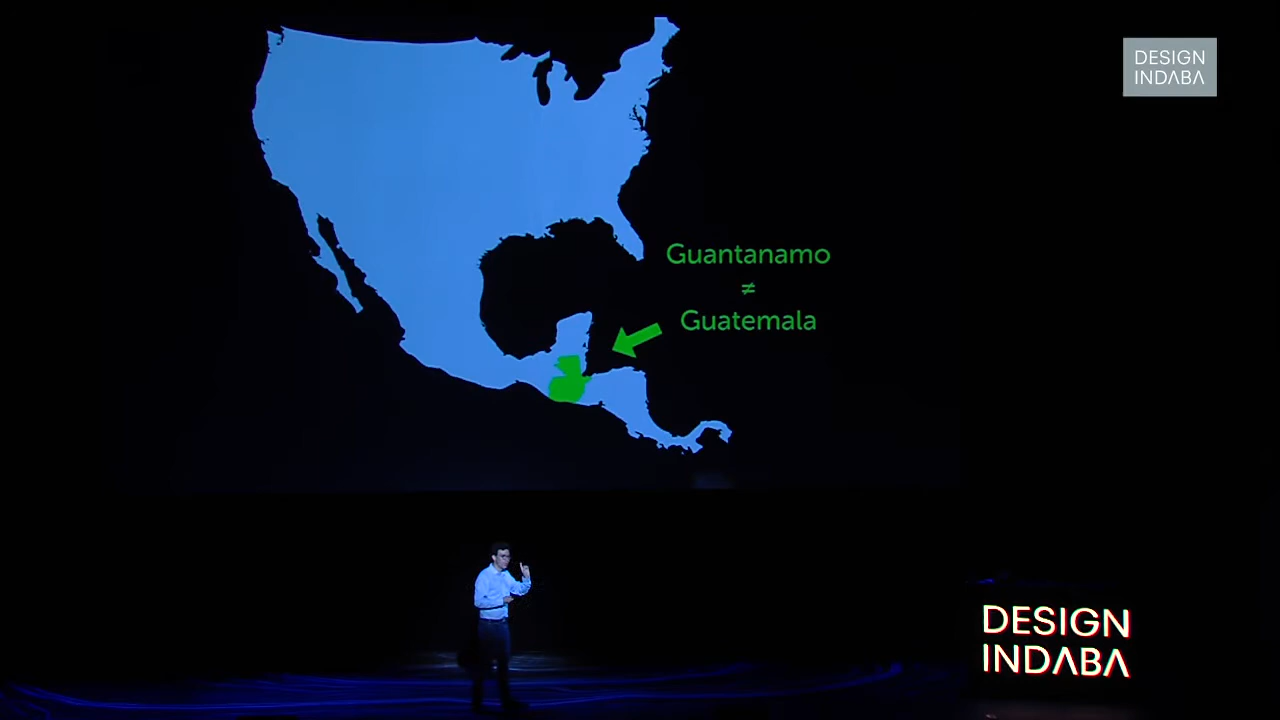 DESIGN
INDABA
Guantanamo
≠
Guatemala
DESIGN
INDABA